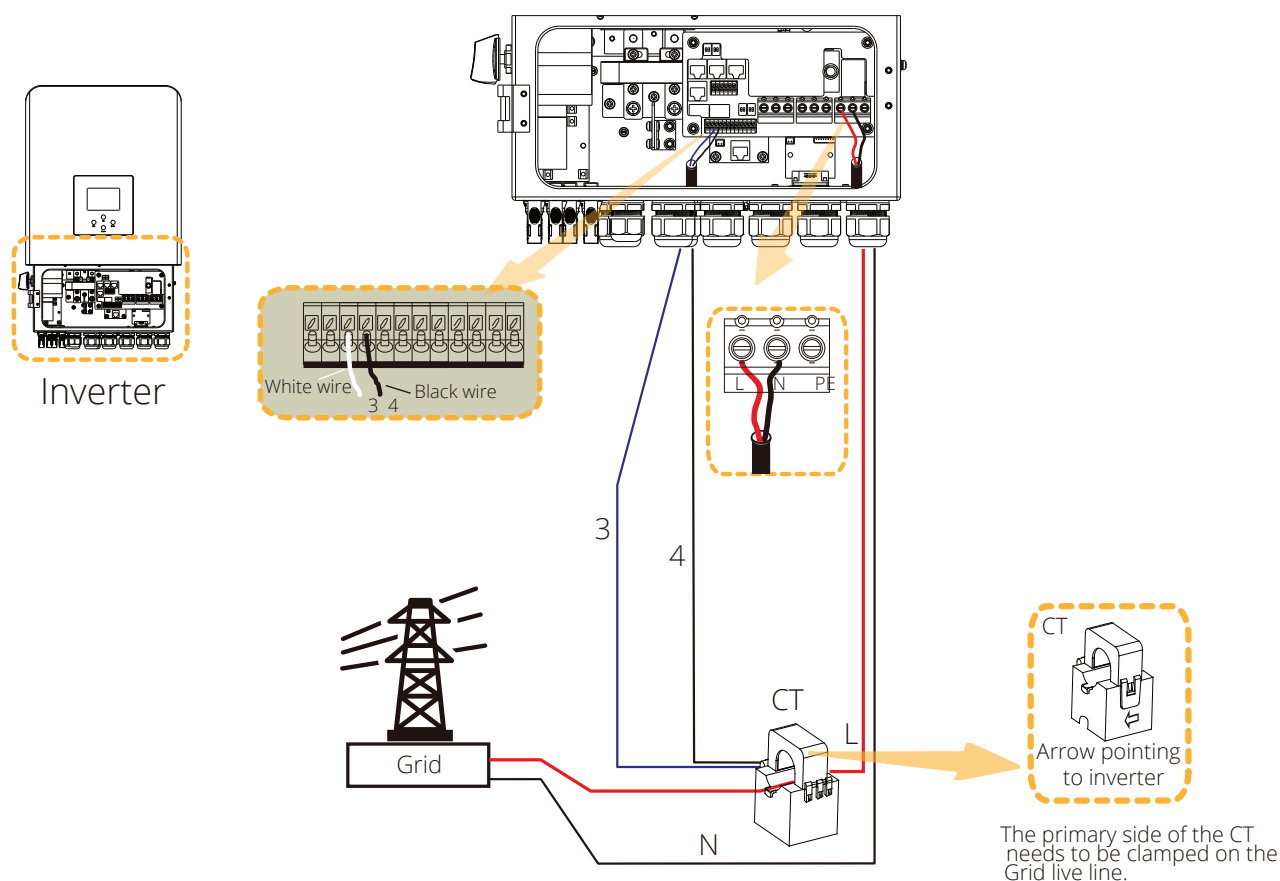 Inverter
White wire
Black wire
3 4
L N PE
3
4
CT
L
Grid
N
CT
Arrow pointing
to inverter
The primary side of the CT
needs to be clamped on the
Grid live line.